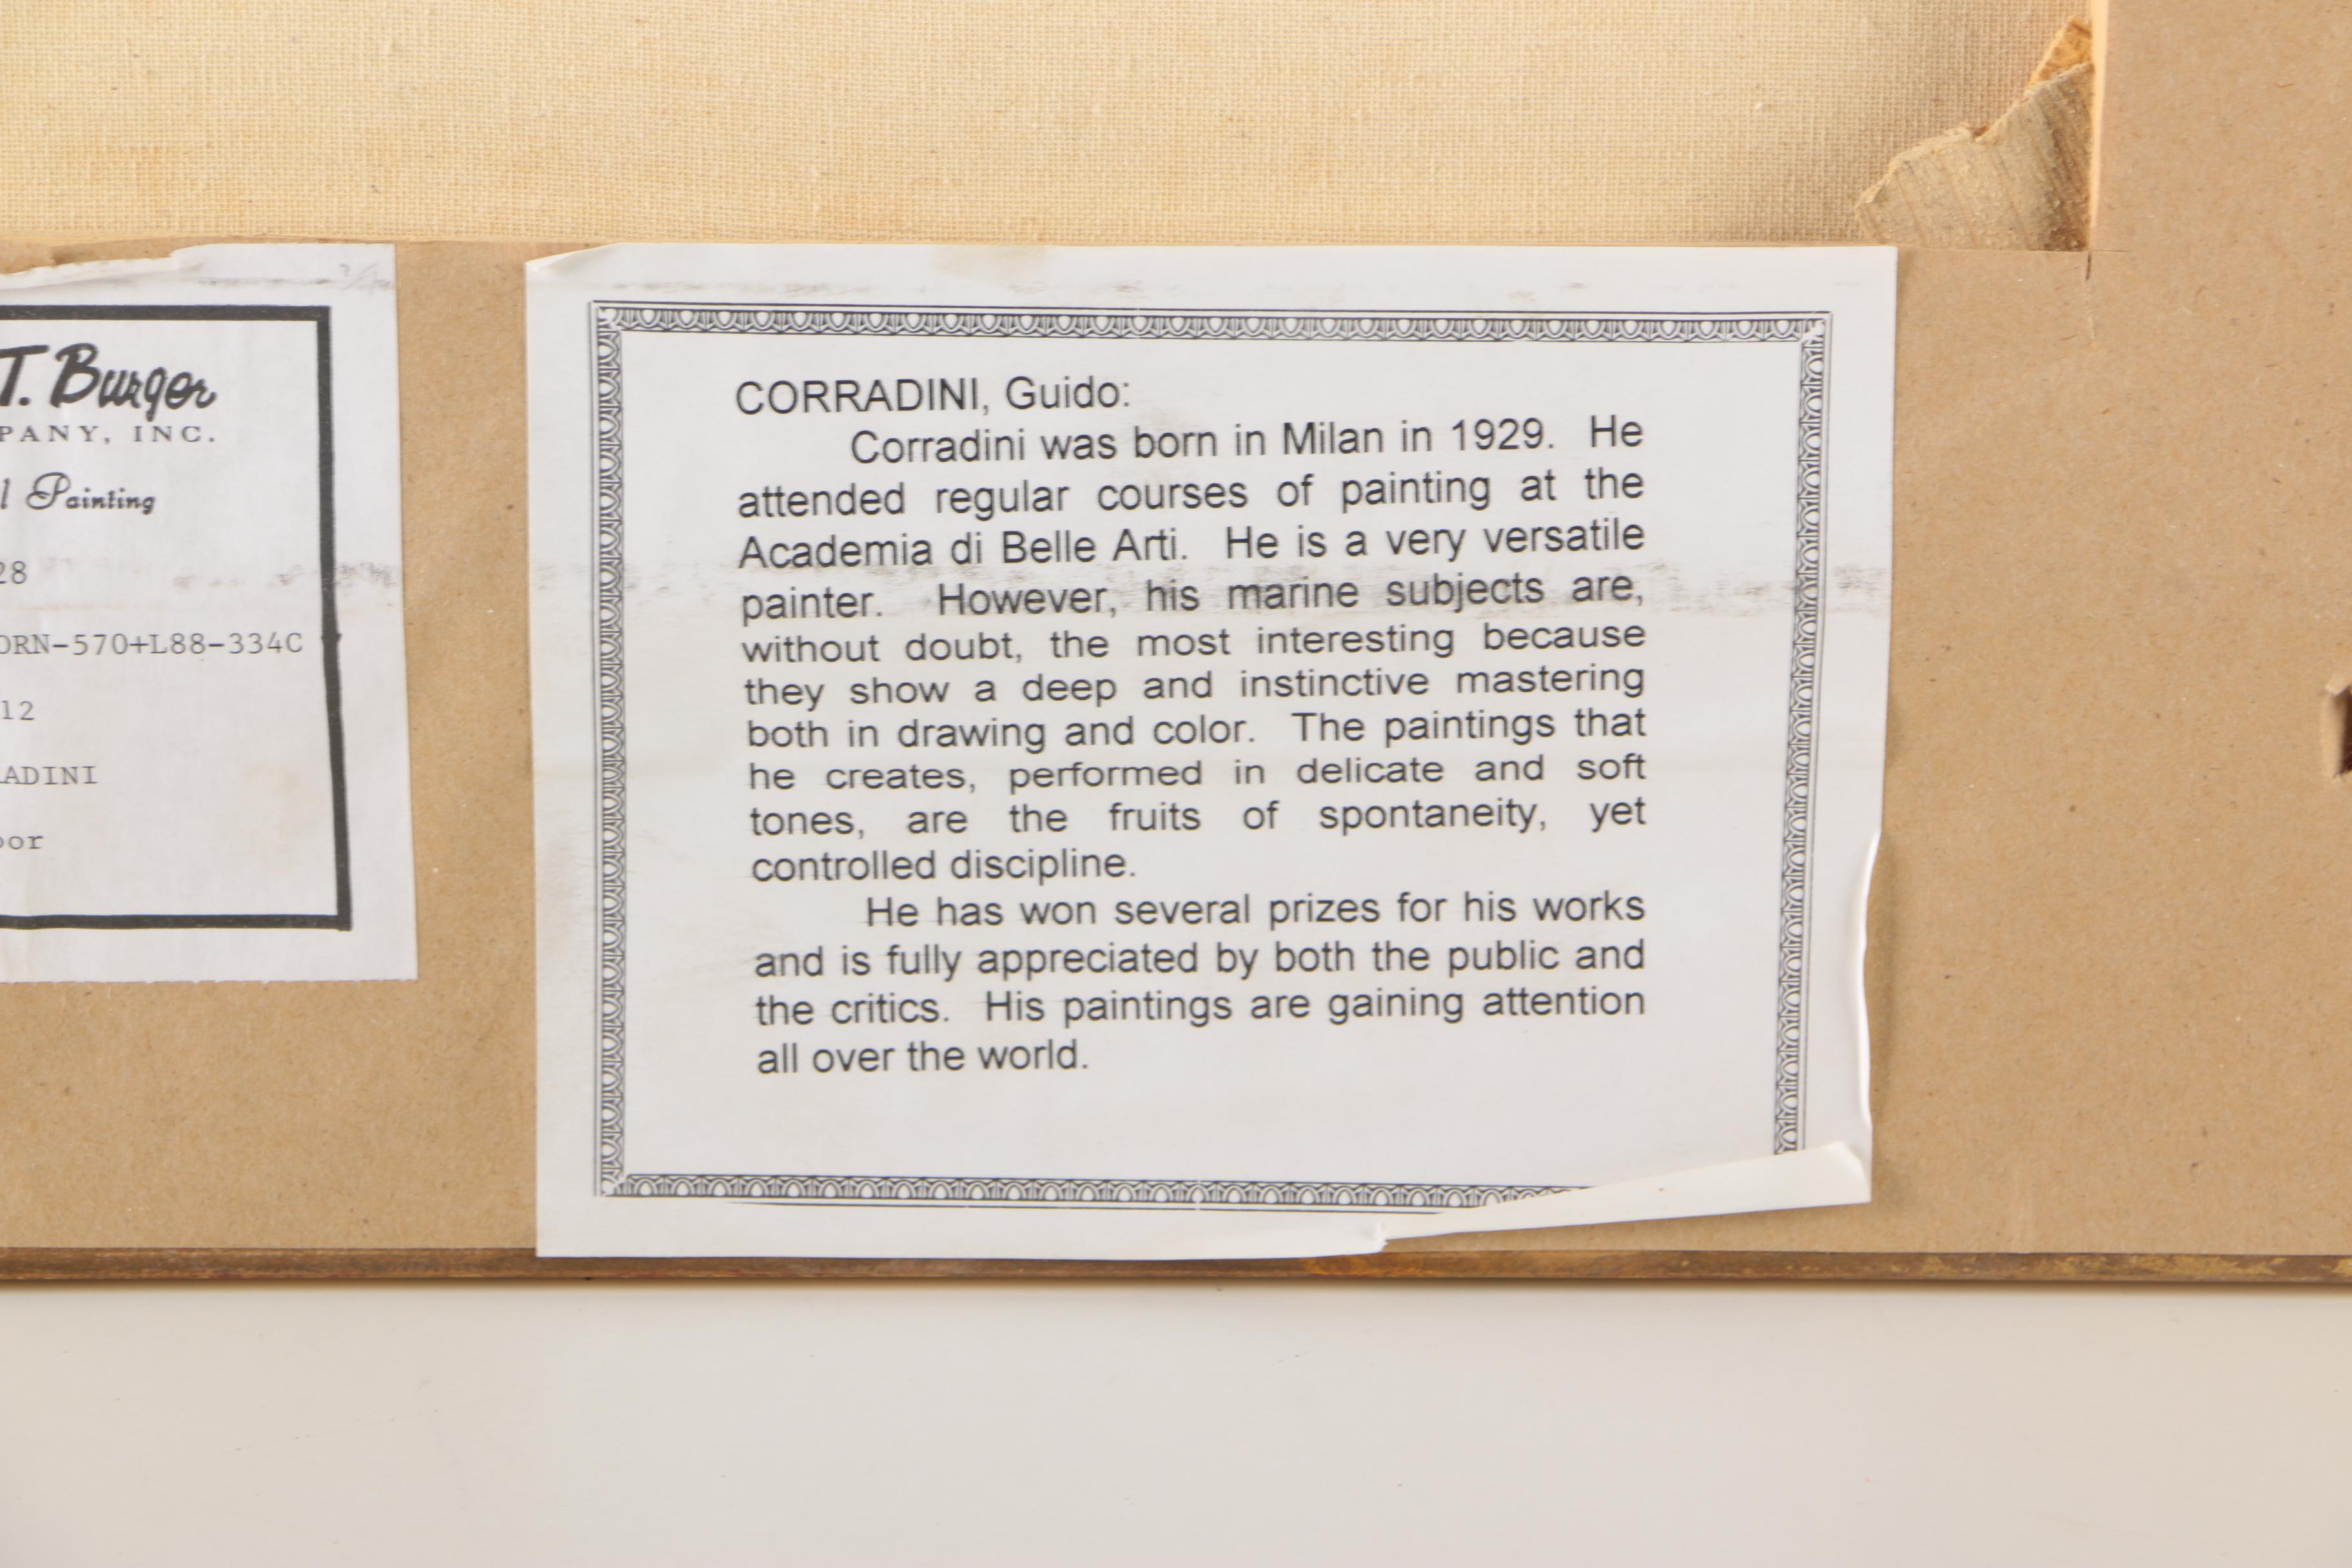 T. Burger
PANY, INC.
l Painting
28
ORN-570+L88-334C
12
ADINI
oor
CORRADINI, Guido:
Corradini was born in Milan in 1929. He
attended regular courses of painting at the
Academia di Belle Arti. He is a very versatile
painter. However, his marine subjects are,
without doubt, the most interesting because
they show a deep and instinctive mastering
both in drawing and color. The paintings that
he creates, performed in delicate and soft
tones, are the fruits of spontaneity, yet
controlled discipline.
He has won several prizes for his works
and is fully appreciated by both the public and
the critics. His paintings are gaining attention
all over the world.